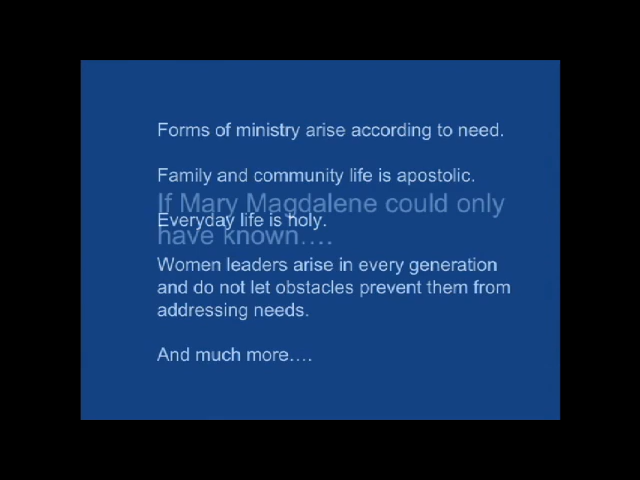 Forms of ministry arise according to need.
Family and community life is apostolic.
If Mary Magdalene could only
Everyday life is holy.
have known….
Women leaders arise in every generation
and do not let obstacles prevent them from
addressing needs.
And much more….